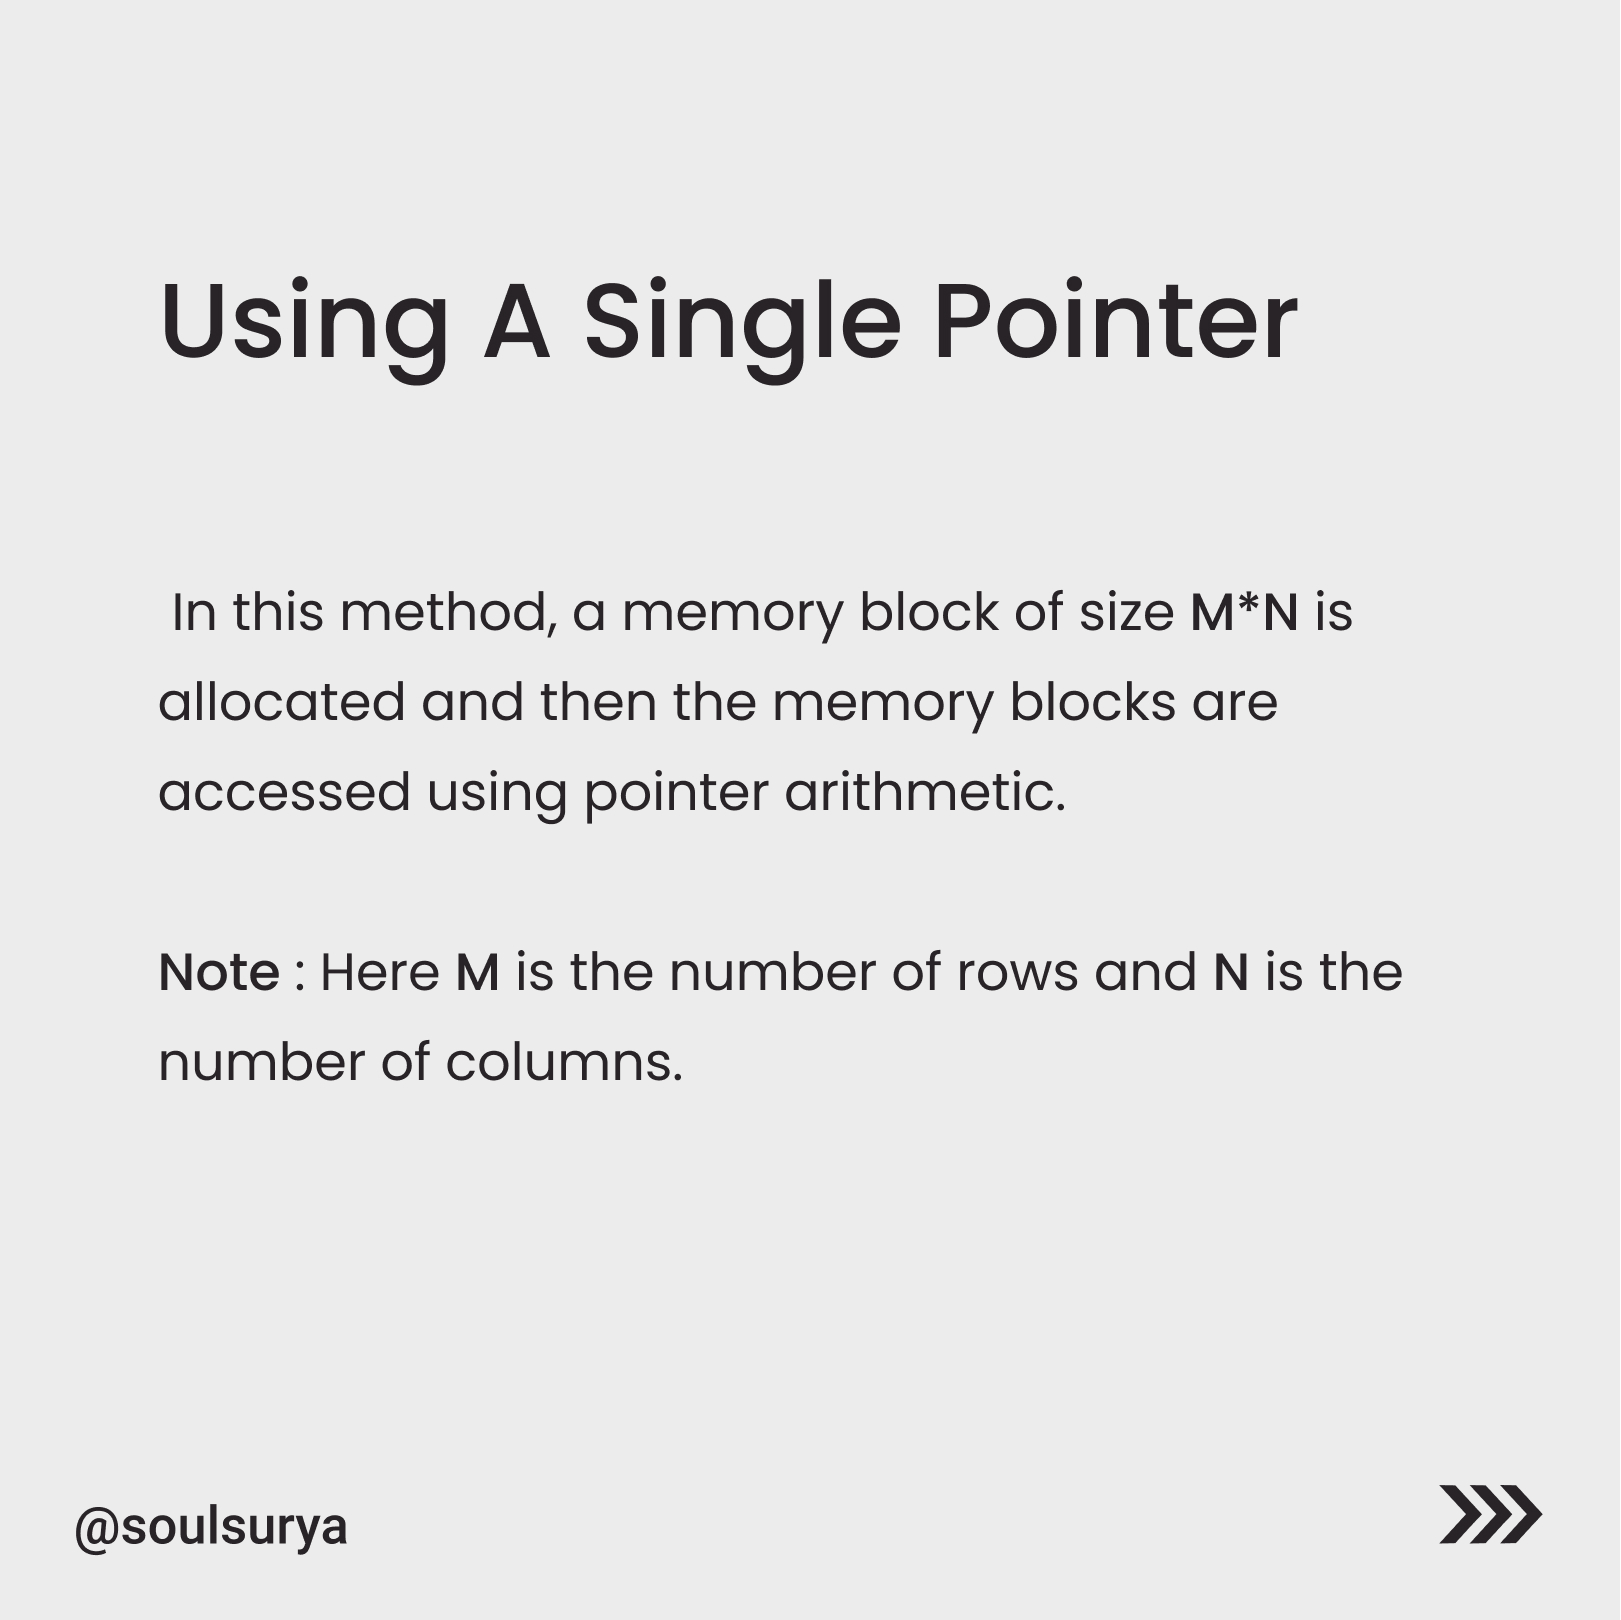 Using A Single Pointer
In this method, a memory block of size M*N is
allocated and then the memory blocks are
accessed using pointer arithmetic.
Note : Here M is the number of rows and N is the
number of columns.
@soulsurya